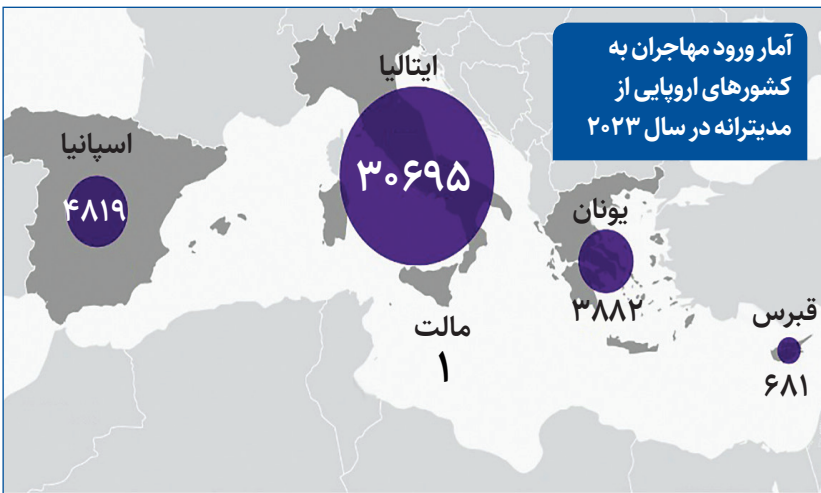 آمار ورود مهاجران به
کشورهای اروپایی از
مدیترانه در سال ۲۰۲۳
ایتالیا
۳۰۶۹۵
اسپانیا
۴۸۱۹
یونان
۳۸۸۲
قبرس
۶۸۱
مالت
۱